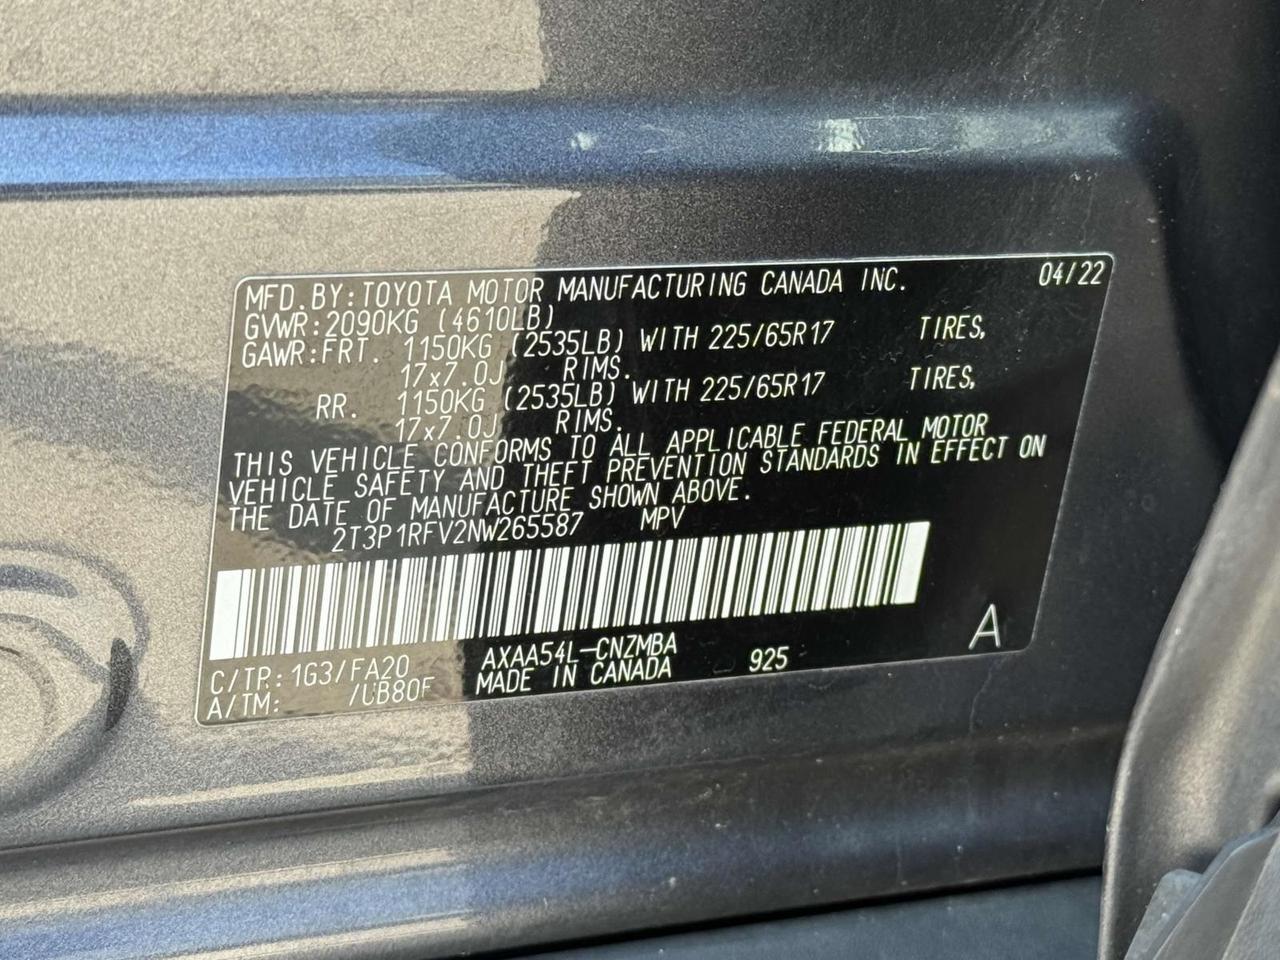 MFD.BY:TOYOTA MOTOR MANUFACTURING CANADA INC. 04/22
GVWR:2090KG (4610LB)
GAWR:FRT. 1150KG (2535LB) WITH 225/65R17 TIRES,
17x7.0J RIMS.
RR. 1150KG (2535LB) WITH 225/65R17 TIRES,
17x7.0J RIMS.
THIS VEHICLE CONFORMS TO ALL APPLICABLE FEDERAL MOTOR
VEHICLE SAFETY AND THEFT PREVENTION STANDARDS IN EFFECT ON
THE DATE OF MANUFACTURE SHOWN ABOVE.
2T3P1RFV2NW265587 MPV
C/TR: 1G3/FA20 AXAA54L-CNZMBA 925 A
A/TM: /UB80F MADE IN CANADA